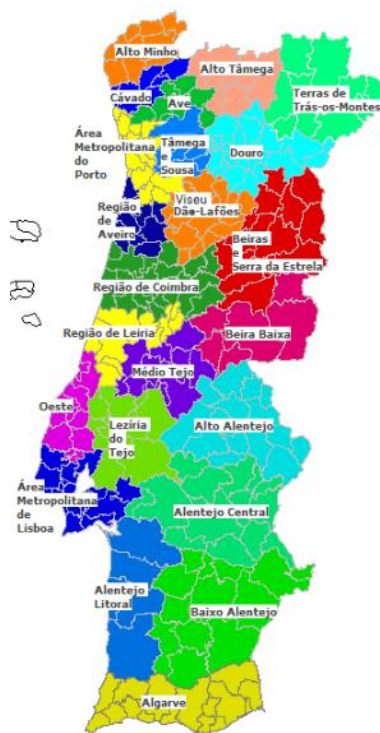 Alto Minho
Alto Tâmega
Terras de
Trás-os-Montes
Cávado
Ave
Área
Metropolitana
do
Porto
Tâmega
e
Sousa
Douro
Região
de
Aveiro
Viseu
Dão-Lafões
Beiras
e
Serra da Estrela
Região de Coimbra
Região de Leiria
Beira Baixa
Médio Tejo
Oeste
Lezíria
do
Tejo
Alto Alentejo
Área
Metropolitana
de
Lisboa
Alentejo Central
Alentejo
Litoral
Baixo Alentejo
Algarve